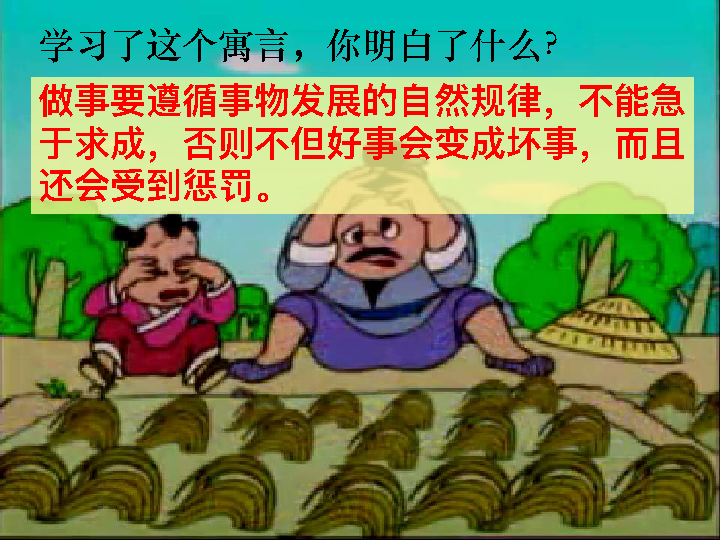 学习了这个寓言，你明白了什么?
做事要遵循事物发展的自然规律，不能急
于求成，否则不但好事会变成坏事，而且
还会受到惩罚。